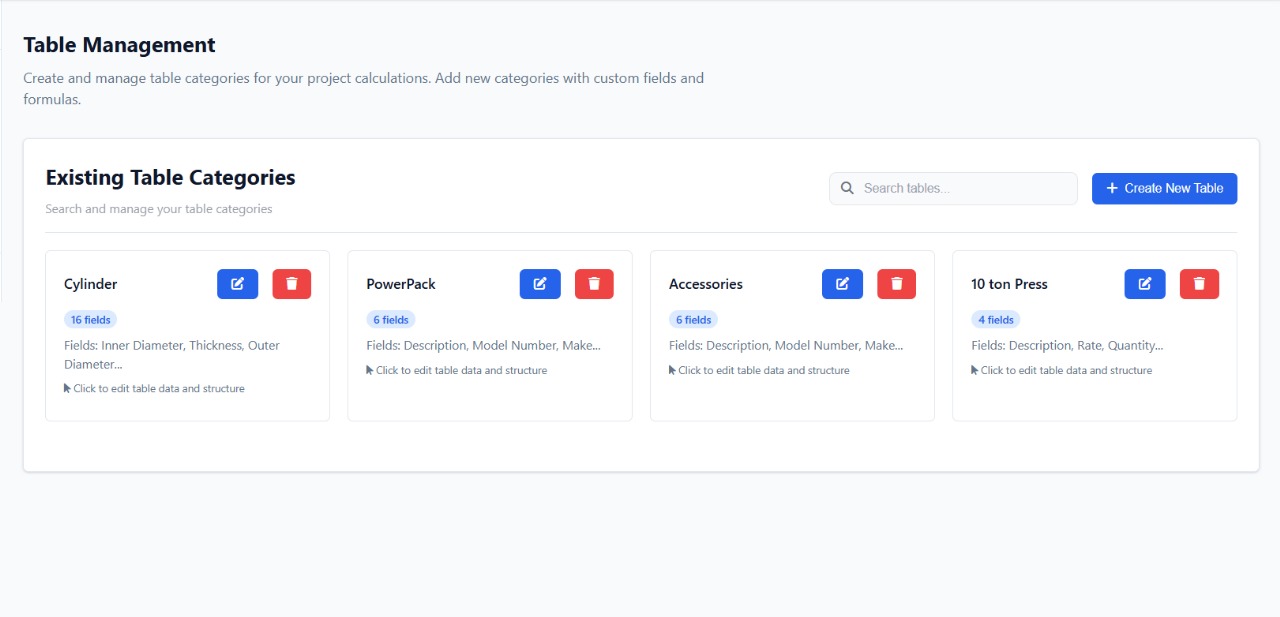 Table Management
Create and manage table categories for your project calculations. Add new categories with custom fields and
formulas.
Existing Table Categories
Search and manage your table categories
Search tables...
Create New Table
Cylinder
16 fields
Fields: Inner Diameter, Thickness, Outer
Diameter...
Click to edit table data and structure
PowerPack
6 fields
Fields: Description, Model Number, Make...
Click to edit table data and structure
Accessories
6 fields
Fields: Description, Model Number, Make...
Click to edit table data and structure
10 ton Press
4 fields
Fields: Description, Rate, Quantity...
Click to edit table data and structure